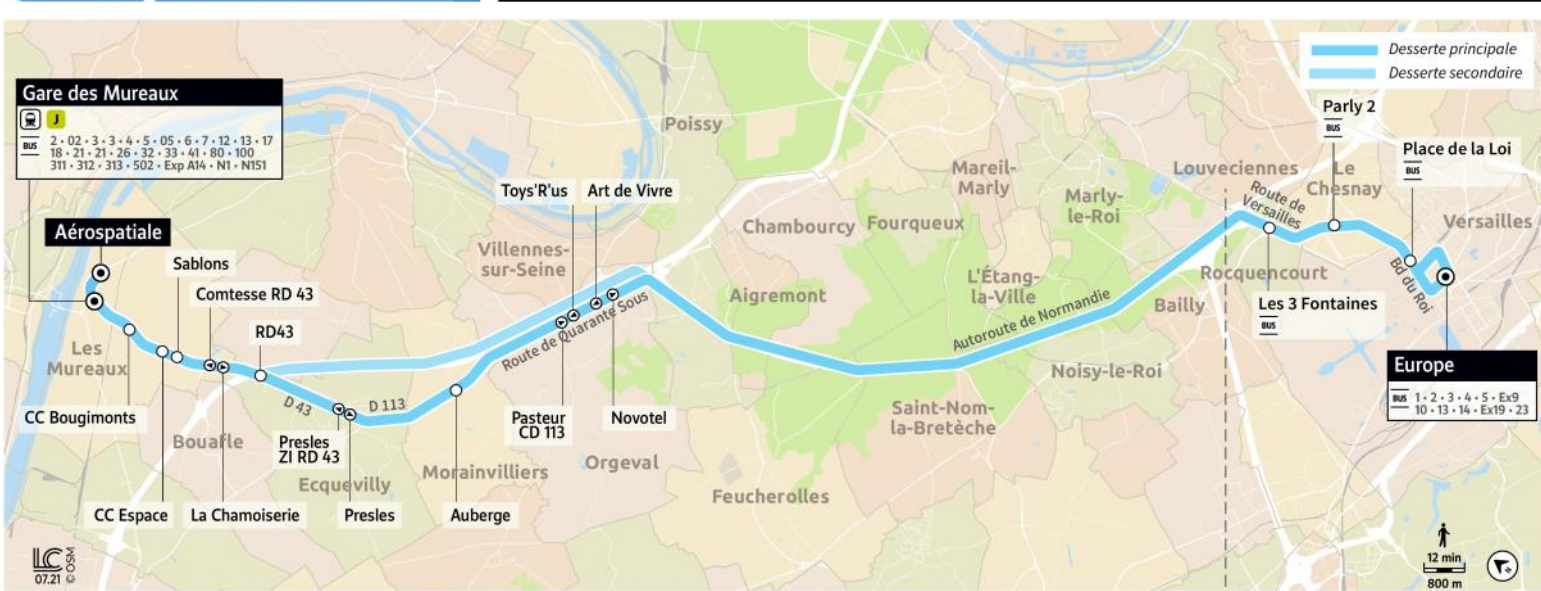 Desserte principale
Desserte secondaire
Gare des Mureaux
J
BUS
2 • 02 • 3 • 3 • 4 • 5 • 05 • 6 • 7 • 12 • 13 • 17
18 • 21 • 21 • 26 • 32 • 33 • 41 • 80 • 100
311 • 312 • 313 • 502 • Exp A14 • N1 • N151
Parly 2
BUS
Poissy
Place de la Loi
BUS
Louveciennes
Le
Chesnay
Mareil-
Marly
Toys'R'us
Art de Vivre
Marly-
le-Roi
Route de
Versailles
Versailles
Chambourcy
Fourqueux
Aérospatiale
Villennes-
sur-Seine
Sablons
Comtesse RD 43
L'Étang-
la-Ville
Rocquencourt
Bd du Roi
Aigremont
Bailly
Les 3 Fontaines
BUS
Route de Quarante Sous
Autoroute de Normandie
RD43
Les
Mureaux
Noisy-le-Roi
Europe
BUS
1 • 2 • 3 • 4 • 5 • Ex9
10 • 13 • 14 • Ex19 • 23
D 43
D 113
CC Bougimonts
Bouafle
Presles
ZI RD 43
Pasteur
CD 113
Novotel
Saint-Nom-
la-Bretèche
Orgeval
Morainvilliers
Ecquevilly
Feucherolles
CC Espace
La Chamoiserie
Presles
Auberge
LC
07.21
© OSM
12 min
800 m